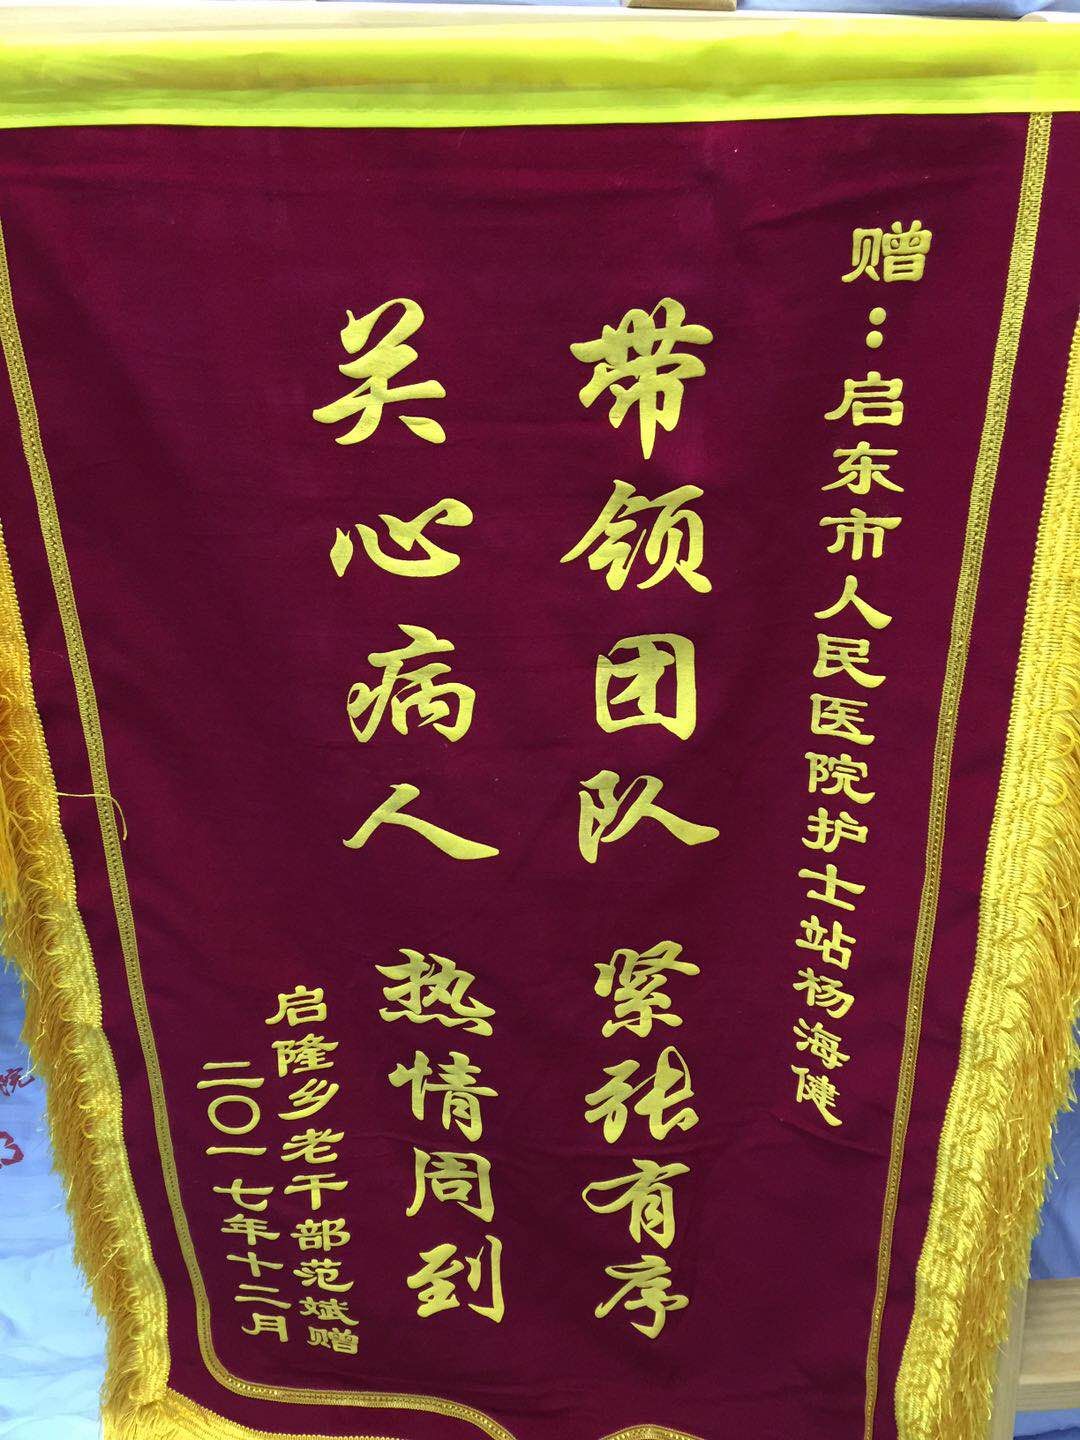 赠：启东市人民医院护士站杨海健
带领团队 紧张有序
关心病人 热情周到
启隆乡老干部范斌赠
二〇一七年十二月
院